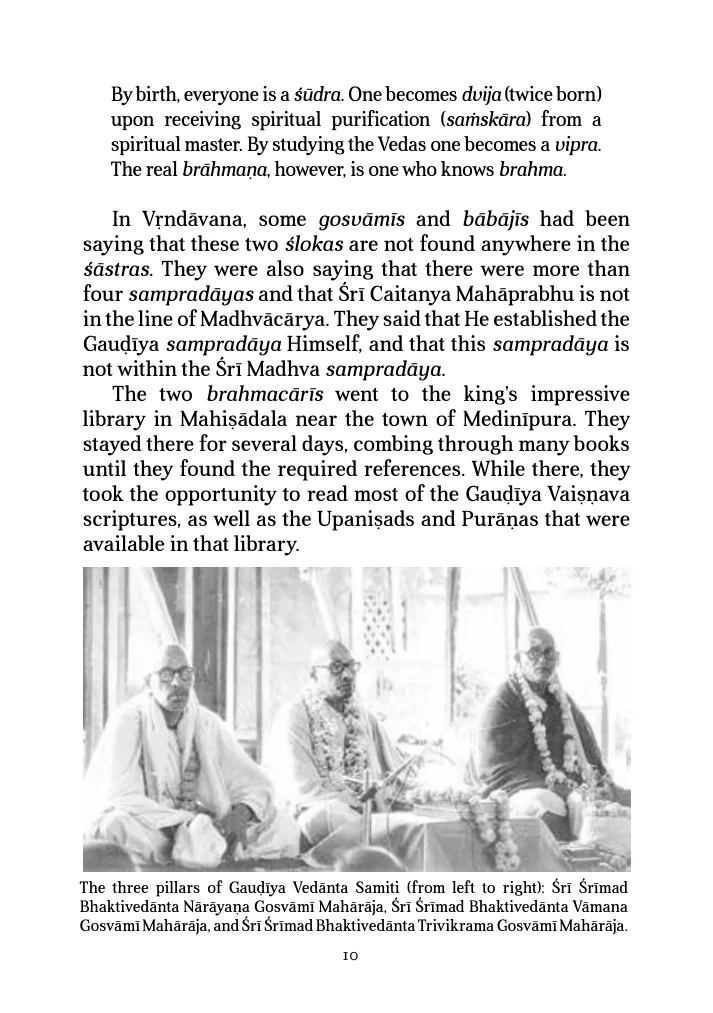 By birth, everyone is a śūdra. One becomes dvija (twice born)
upon receiving spiritual purification (saṁskāra) from a
spiritual master. By studying the Vedas one becomes a vipra.
The real brāhmaṇa, however, is one who knows brahma.
In Vṛndāvana, some gosvāmīs and bābājīs had been
saying that these two ślokas are not found anywhere in the
śāstras. They were also saying that there were more than
four sampradāyas and that Śrī Caitanya Mahāprabhu is not
in the line of Madhvācārya. They said that He established the
Gauḍīya sampradāya Himself, and that this sampradāya is
not within the Śrī Madhva sampradāya.
The two brahmacārīs went to the king’s impressive
library in Mahiṣādala near the town of Medinīpura. They
stayed there for several days, combing through many books
until they found the required references. While there, they
took the opportunity to read most of the Gauḍīya Vaiṣṇava
scriptures, as well as the Upaniṣads and Purāṇas that were
available in that library.
The three pillars of Gauḍīya Vedānta Samiti (from left to right): Śrī Śrīmad
Bhaktivedānta Nārāyaṇa Gosvāmī Mahārāja, Śrī Śrīmad Bhaktivedānta Vāmana
Gosvāmī Mahārāja, and Śrī Śrīmad Bhaktivedānta Trivikrama Gosvāmī Mahārāja.
10